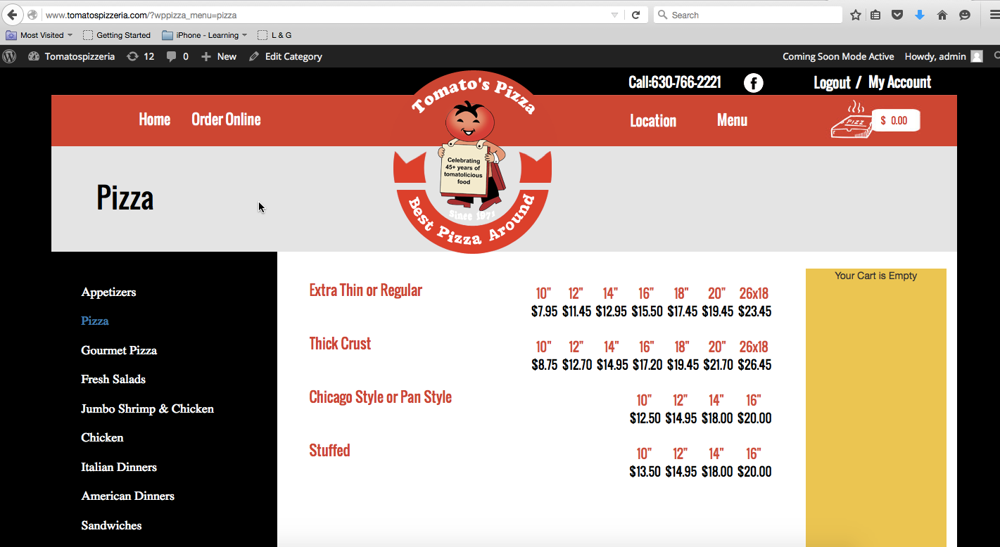 www.tomatospizzeria.com/?wppizza_menu=pizza
Search
Most Visited
Getting Started
iPhone - Learning
L & G
Tomatospizzeria
12
0
New
Edit Category
Coming Soon Mode Active
Howdy, admin
Call:630-766-2221
Logout / My Account
Home
Order Online
Tomato's Pizza
Celebrating
45+ years of
tomatolicious
food
Since 1971
Best Pizza Around
Location
Menu
PIZZ
$ 0.00
Pizza
Appetizers
Pizza
Gourmet Pizza
Fresh Salads
Jumbo Shrimp & Chicken
Chicken
Italian Dinners
American Dinners
Sandwiches
Extra Thin or Regular
10" 12" 14" 16" 18" 20" 26x18
$7.95 $11.45 $12.95 $15.50 $17.45 $19.45 $23.45
Thick Crust
10" 12" 14" 16" 18" 20" 26x18
$8.75 $12.70 $14.95 $17.20 $19.45 $21.70 $26.45
Chicago Style or Pan Style
10" 12" 14" 16"
$12.50 $14.95 $18.00 $20.00
Stuffed
10" 12" 14" 16"
$13.50 $14.95 $18.00 $20.00
Your Cart is Empty